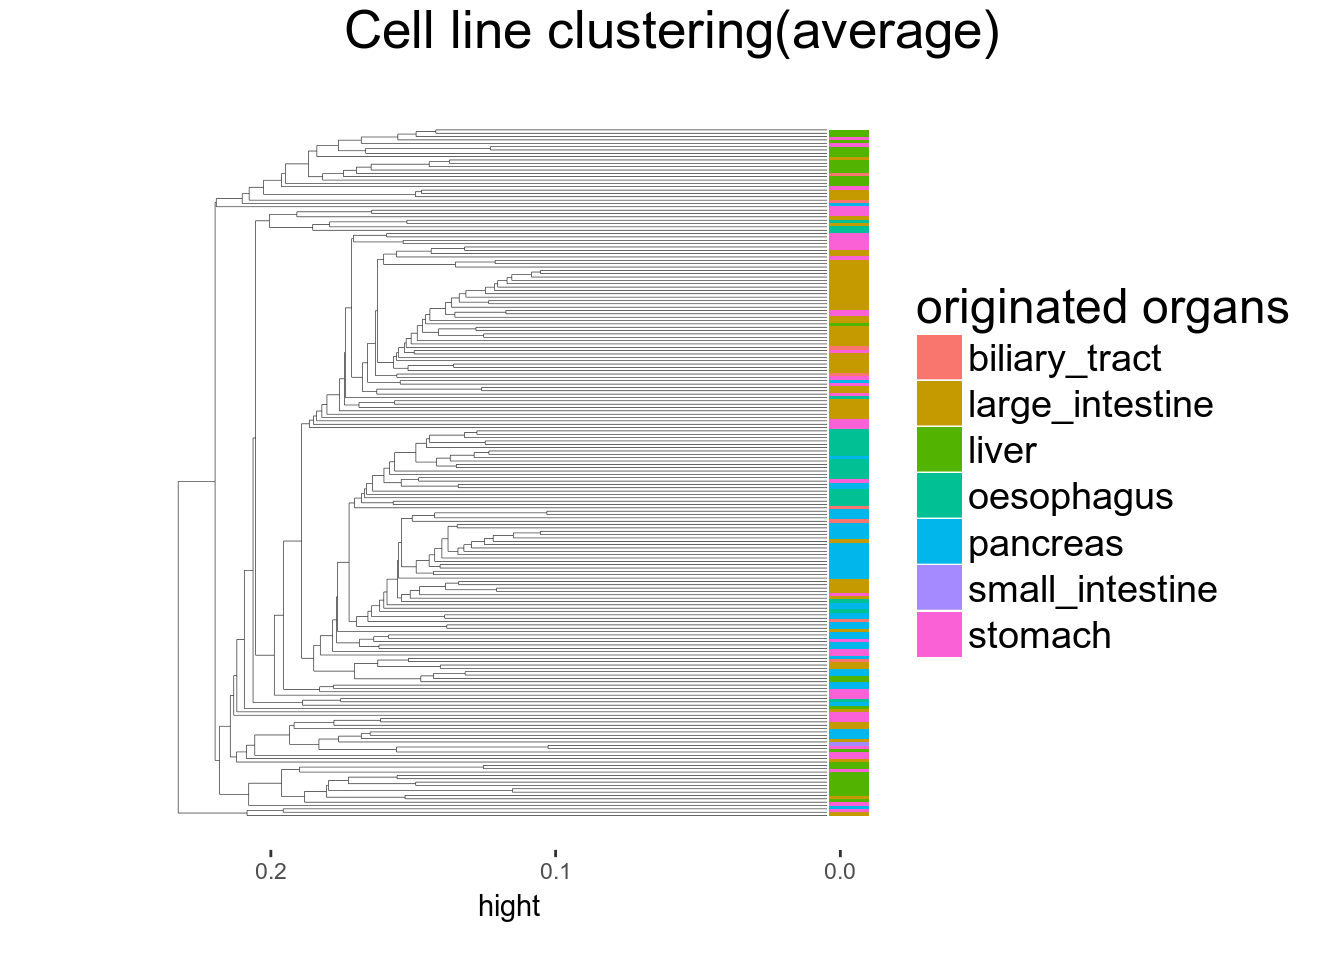 Cell line clustering(average)
originated organs
biliary_tract
large_intestine
liver
oesophagus
pancreas
small_intestine
stomach
0.2
0.1
0.0
hight